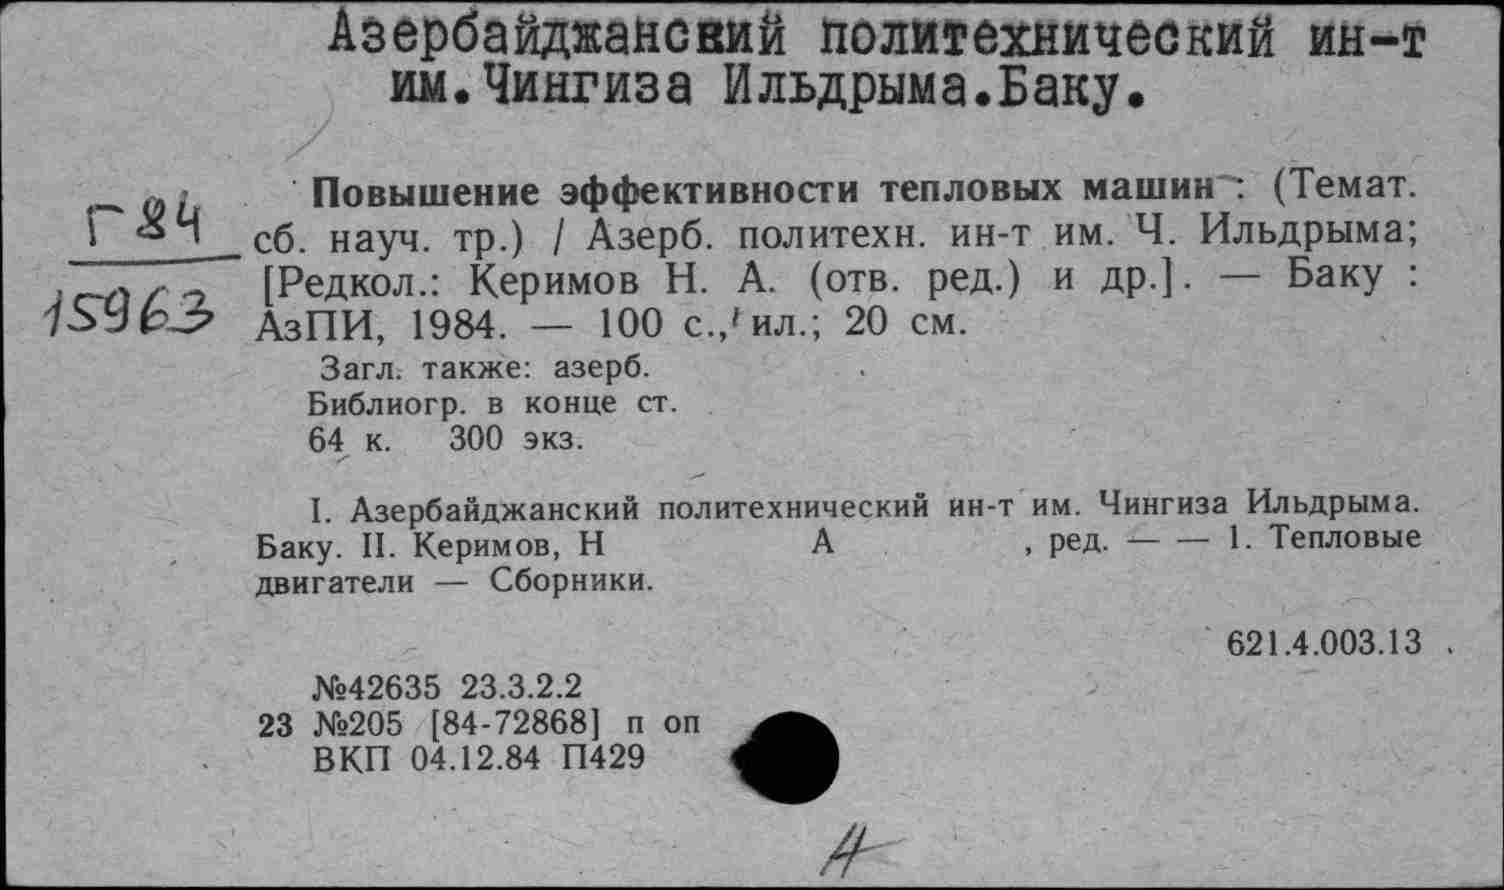 Азербайджанский политехнический ин-т
им.Чингиза Ильдрыма.Баку.
Г 84
15963
Повышение эффективности тепловых машин : (Темат.
сб. науч. тр.) / Азерб. политехн. ин-т им. Ч. Ильдрыма;
[Редкол.: Керимов Н. А. (отв. ред.) и др.]. — Баку :
АзПИ, 1984. — 100 с., ил.; 20 см.
Загл. также: азерб.
Библиогр. в конце ст.
64 к. 300 экз.
I. Азербайджанский политехнический ин-т им. Чингиза Ильдрыма.
Баку. II. Керимов, Н А , ред. — — 1. Тепловые
двигатели — Сборники.
621.4.003.13
№42635 23.3.2.2
23 №205 [84-72868] п оп
ВКП 04.12.84 П429